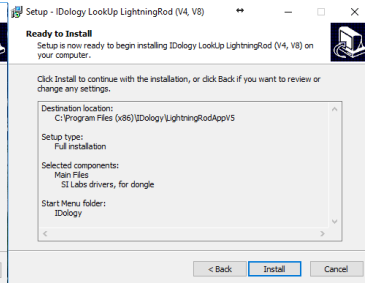 Setup - IDology LookUp LightningRod (V4, V8)
Ready to Install
Setup is now ready to begin installing IDology LookUp LightningRod (V4, V8) on
your computer.
Click Install to continue with the installation, or click Back if you want to review or
change any settings.
Destination location:
C:\Program Files (x86)\IDology\LightningRodAppV5
Setup type:
Full installation
Selected components:
Main Files
SI Labs drivers, for dongle
Start Menu folder:
IDology
< Back
Install
Cancel